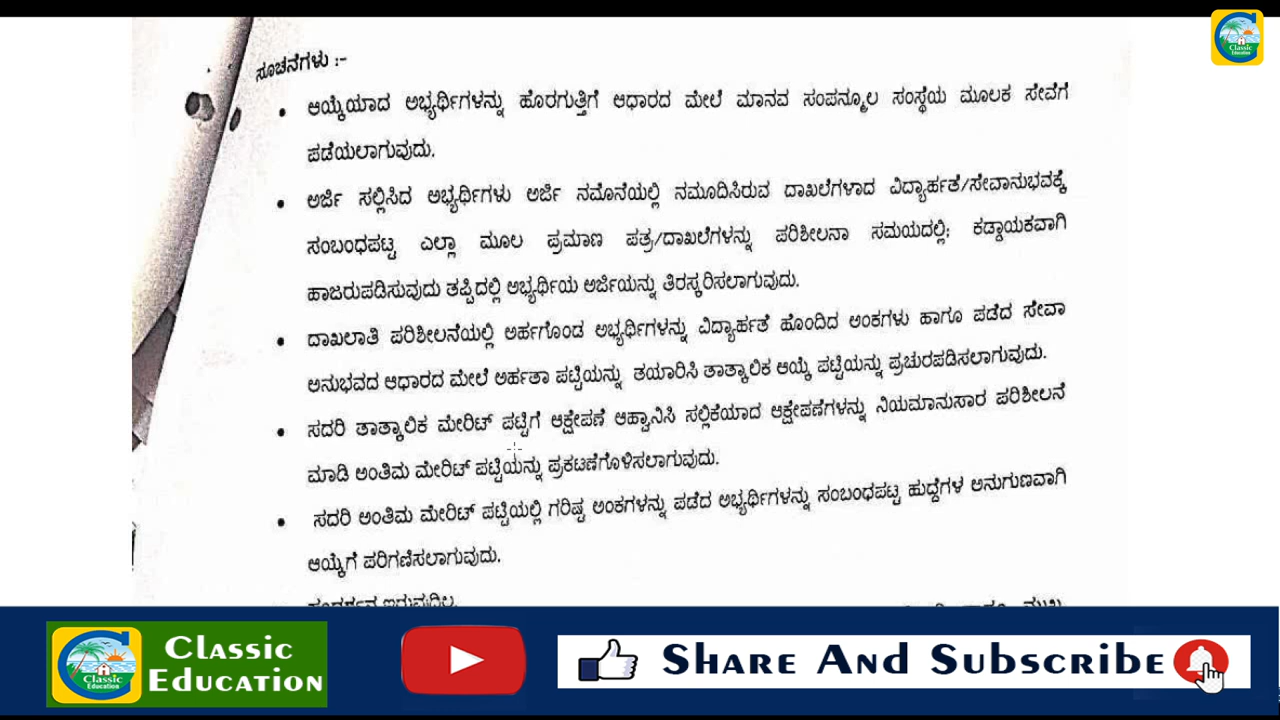 Classic
Education
ಸೂಚನೆಗಳು :-
• ಆಯ್ಕೆಯಾದ ಅಭ್ಯರ್ಥಿಗಳನ್ನು ಹೊರಗುತ್ತಿಗೆ ಆಧಾರದ ಮೇಲೆ ಮಾನವ ಸಂಪನ್ಮೂಲ ಸಂಸ್ಥೆಯ ಮೂಲಕ ಸೇವೆಗೆ
ಪಡೆಯಲಾಗುವುದು.
• ಅರ್ಜಿ ಸಲ್ಲಿಸಿದ ಅಭ್ಯರ್ಥಿಗಳು ಅರ್ಜಿ ನಮೂನೆಯಲ್ಲಿ ನಮೂದಿಸಿರುವ ದಾಖಲೆಗಳಾದ ವಿದ್ಯಾರ್ಹತೆ/ಸೇವಾನುಭವಕ್ಕೆ
ಸಂಬಂಧಪಟ್ಟ ಎಲ್ಲಾ ಮೂಲ ಪ್ರಮಾಣ ಪತ್ರ/ದಾಖಲೆಗಳನ್ನು ಪರಿಶೀಲನಾ ಸಮಯದಲ್ಲಿ; ಕಡ್ಡಾಯಕವಾಗಿ
ಹಾಜರುಪಡಿಸುವುದು ತಪ್ಪಿದಲ್ಲಿ ಅಭ್ಯರ್ಥಿಯ ಅರ್ಜಿಯನ್ನು ತಿರಸ್ಕರಿಸಲಾಗುವುದು.
• ದಾಖಲಾತಿ ಪರಿಶೀಲನೆಯಲ್ಲಿ ಅರ್ಹಗೊಂಡ ಅಭ್ಯರ್ಥಿಗಳನ್ನು ವಿದ್ಯಾರ್ಹತೆ ಹೊಂದಿದ ಅಂಕಗಳು ಹಾಗೂ ಪಡೆದ ಸೇವಾ
ಅನುಭವದ ಆಧಾರದ ಮೇಲೆ ಅರ್ಹತಾ ಪಟ್ಟಿಯನ್ನು ತಯಾರಿಸಿ ತಾತ್ಕಾಲಿಕ ಆಯ್ಕೆ ಪಟ್ಟಿಯನ್ನು ಪ್ರಚುರಪಡಿಸಲಾಗುವುದು.
• ಸದರಿ ತಾತ್ಕಾಲಿಕ ಮೇರಿಟ್ ಪಟ್ಟಿಗೆ ಆಕ್ಷೇಪಣೆ ಆಹ್ವಾನಿಸಿ ಸಲ್ಲಿಕೆಯಾದ ಆಕ್ಷೇಪಣೆಗಳನ್ನು ನಿಯಮಾನುಸಾರ ಪರಿಶೀಲನೆ
ಮಾಡಿ ಅಂತಿಮ ಮೇರಿಟ್ ಪಟ್ಟಿಯನ್ನು ಪ್ರಕಟಣೆಗೊಳಿಸಲಾಗುವುದು.
• ಸದರಿ ಅಂತಿಮ ಮೇರಿಟ್ ಪಟ್ಟಿಯಲ್ಲಿ ಗರಿಷ್ಟ ಅಂಕಗಳನ್ನು ಪಡೆದ ಅಭ್ಯರ್ಥಿಗಳನ್ನು ಸಂಬಂಧಪಟ್ಟ ಹುದ್ದೆಗಳ ಅನುಗುಣವಾಗಿ
ಆಯ್ಕೆಗೆ ಪರಿಗಣಿಸಲಾಗುವುದು.
Classic
Education
Classic
Education
Share And Subscribe